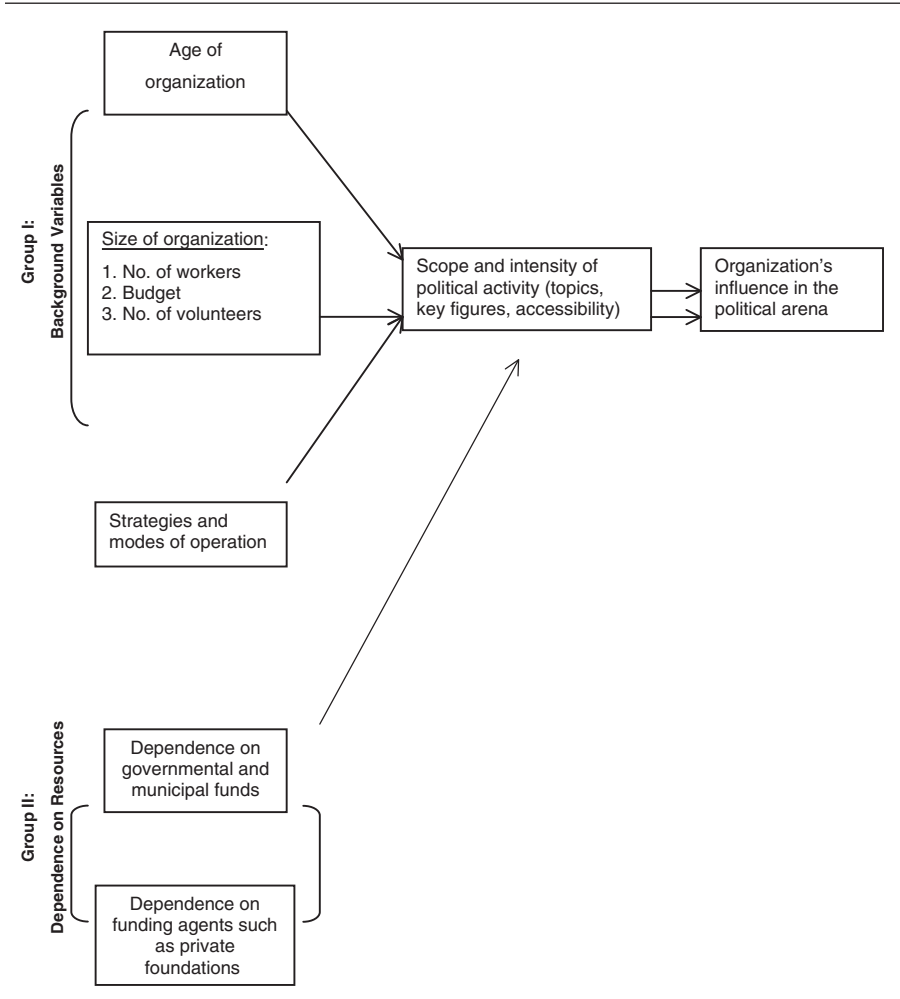 Age of
organization
Group I:
Background Variables
Size of organization:
1. No. of workers
2. Budget
3. No. of volunteers
Scope and intensity of
political activity (topics,
key figures, accessibility)
Organization's
influence in the
political arena
Strategies and
modes of operation
Group II:
Dependence on Resources
Dependence on
governmental and
municipal funds
Dependence on
funding agents such
as private
foundations